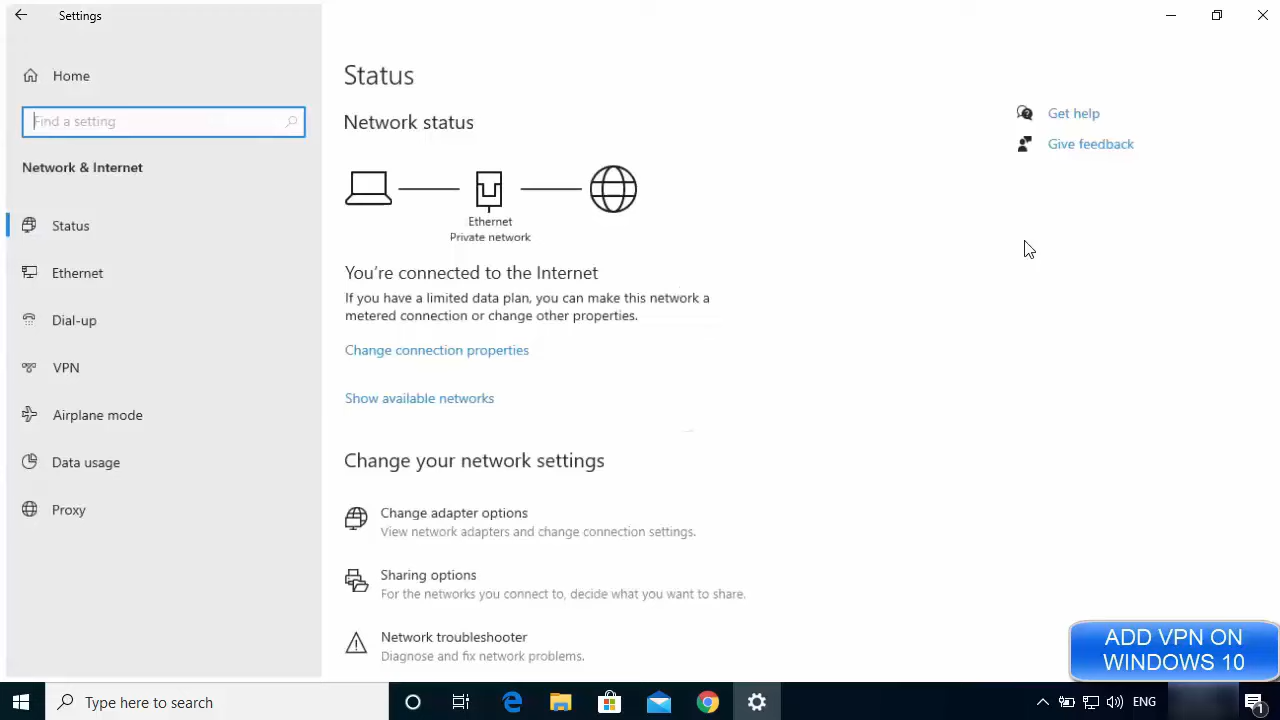 Settings
Home
Find a setting
Network & Internet
Status
Ethernet
Dial-up
VPN
Airplane mode
Data usage
Proxy
Status
Network status
Ethernet
Private network
You're connected to the Internet
If you have a limited data plan, you can make this network a
metered connection or change other properties.
Change connection properties
Show available networks
Change your network settings
Change adapter options
View network adapters and change connection settings.
Sharing options
For the networks you connect to, decide what you want to share.
Network troubleshooter
Diagnose and fix network problems.
Get help
Give feedback
ADD VPN ON
WINDOWS 10
Type here to search
ENG
1